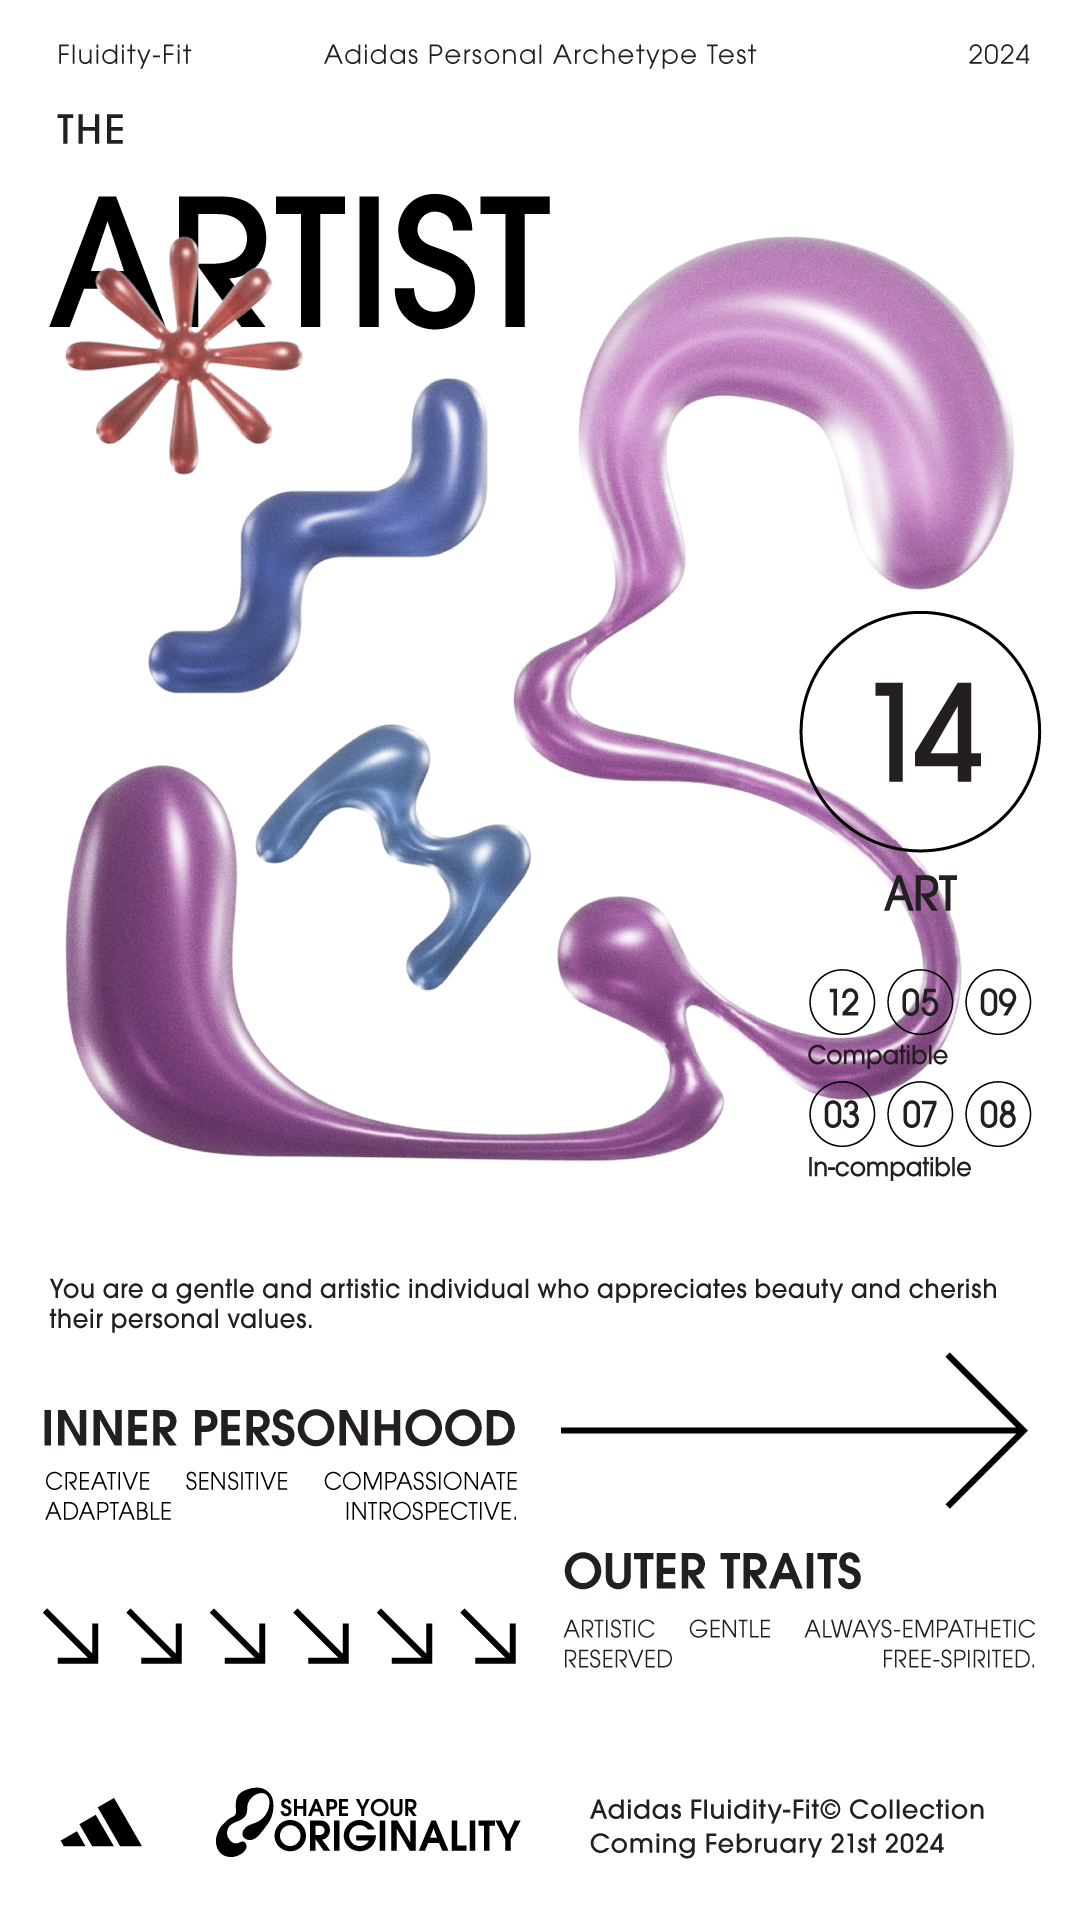 Fluidity-Fit
Adidas Personal Archetype Test
2024
THE
ARTIST
14
ART
12 05 09
Compatible
03 07 08
In-compatible
You are a gentle and artistic individual who appreciates beauty and cherish
their personal values.
INNER PERSONHOOD
CREATIVE SENSITIVE COMPASSIONATE
ADAPTABLE INTROSPECTIVE.
OUTER TRAITS
ARTISTIC GENTLE ALWAYS-EMPATHETIC
RESERVED FREE-SPIRITED.
SHAPE YOUR
ORIGINALITY
Adidas Fluidity-Fit© Collection
Coming February 21st 2024